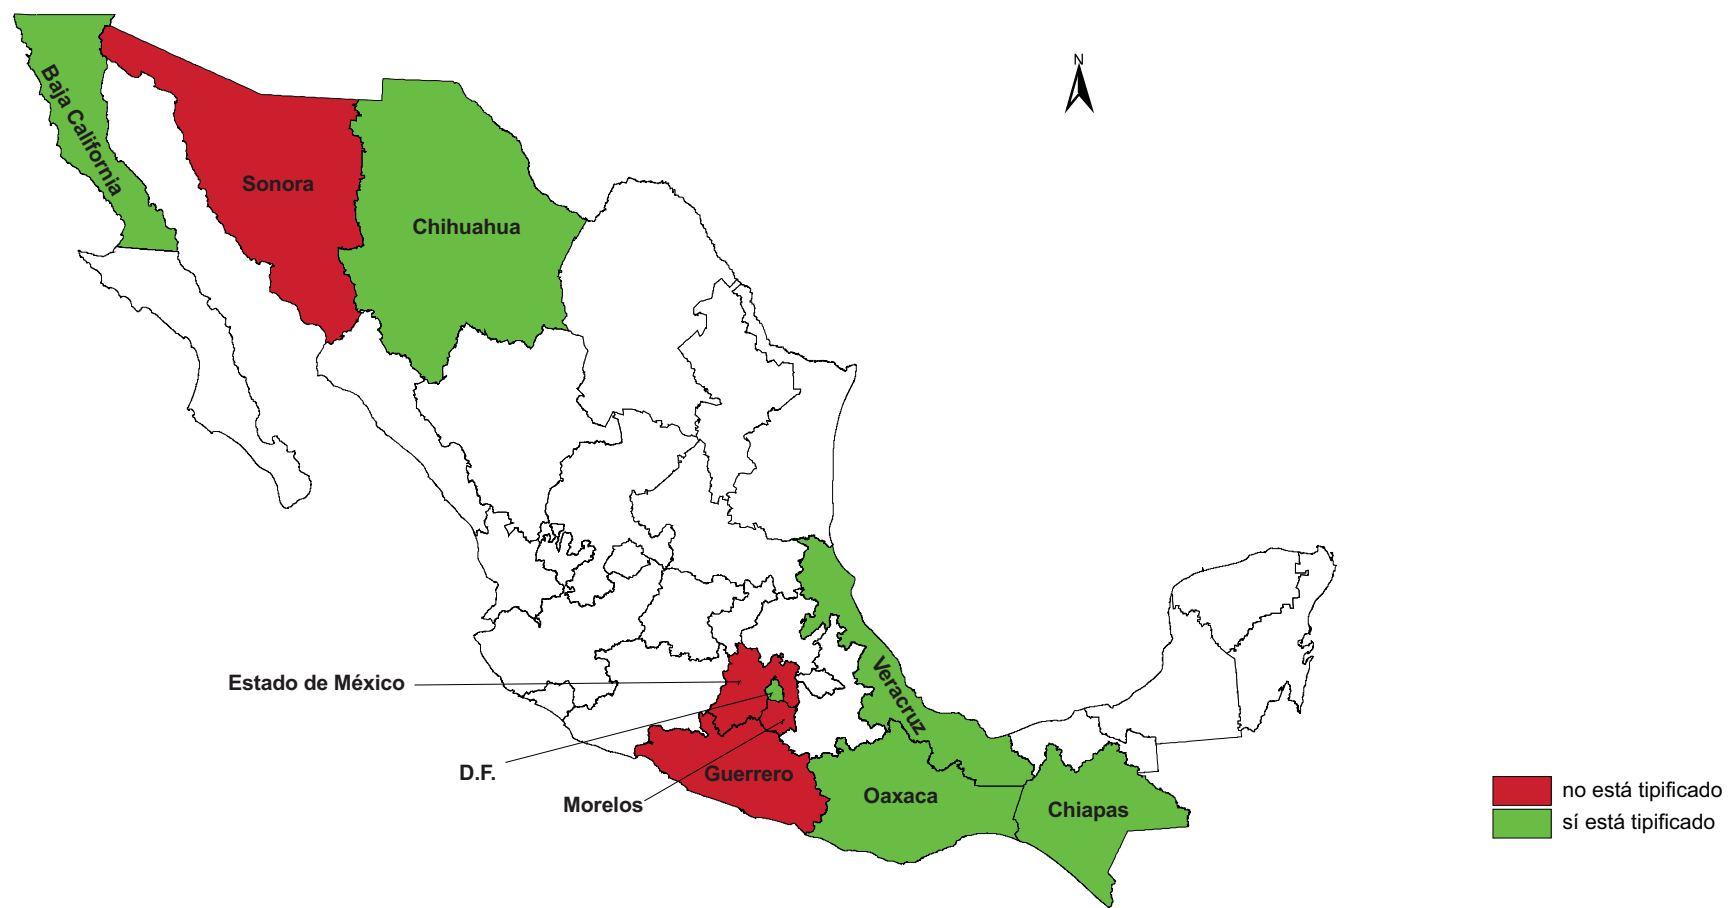 N
Baja California
Sonora
Chihuahua
Estado de México
Veracruz
D.F.
Guerrero
Morelos
Oaxaca
Chiapas
no está tipificado
sí está tipificado